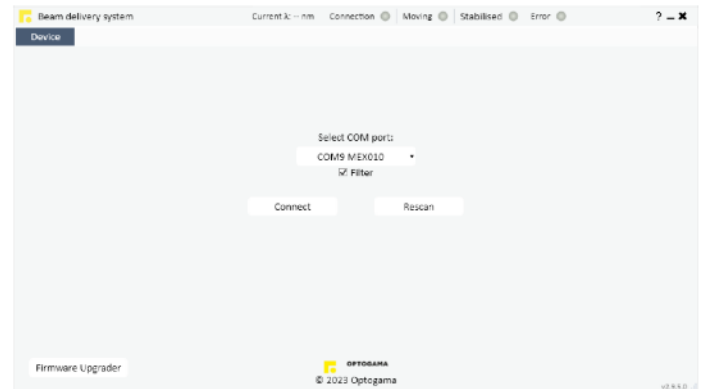 Beam delivery system Current λ: -- nm Connection Moving Stabilised Error ?
Device
Select COM port:
COM9 MEX010
Filter
Connect Rescan
Firmware Upgrader
OPTOGAMA
© 2023 Optogama